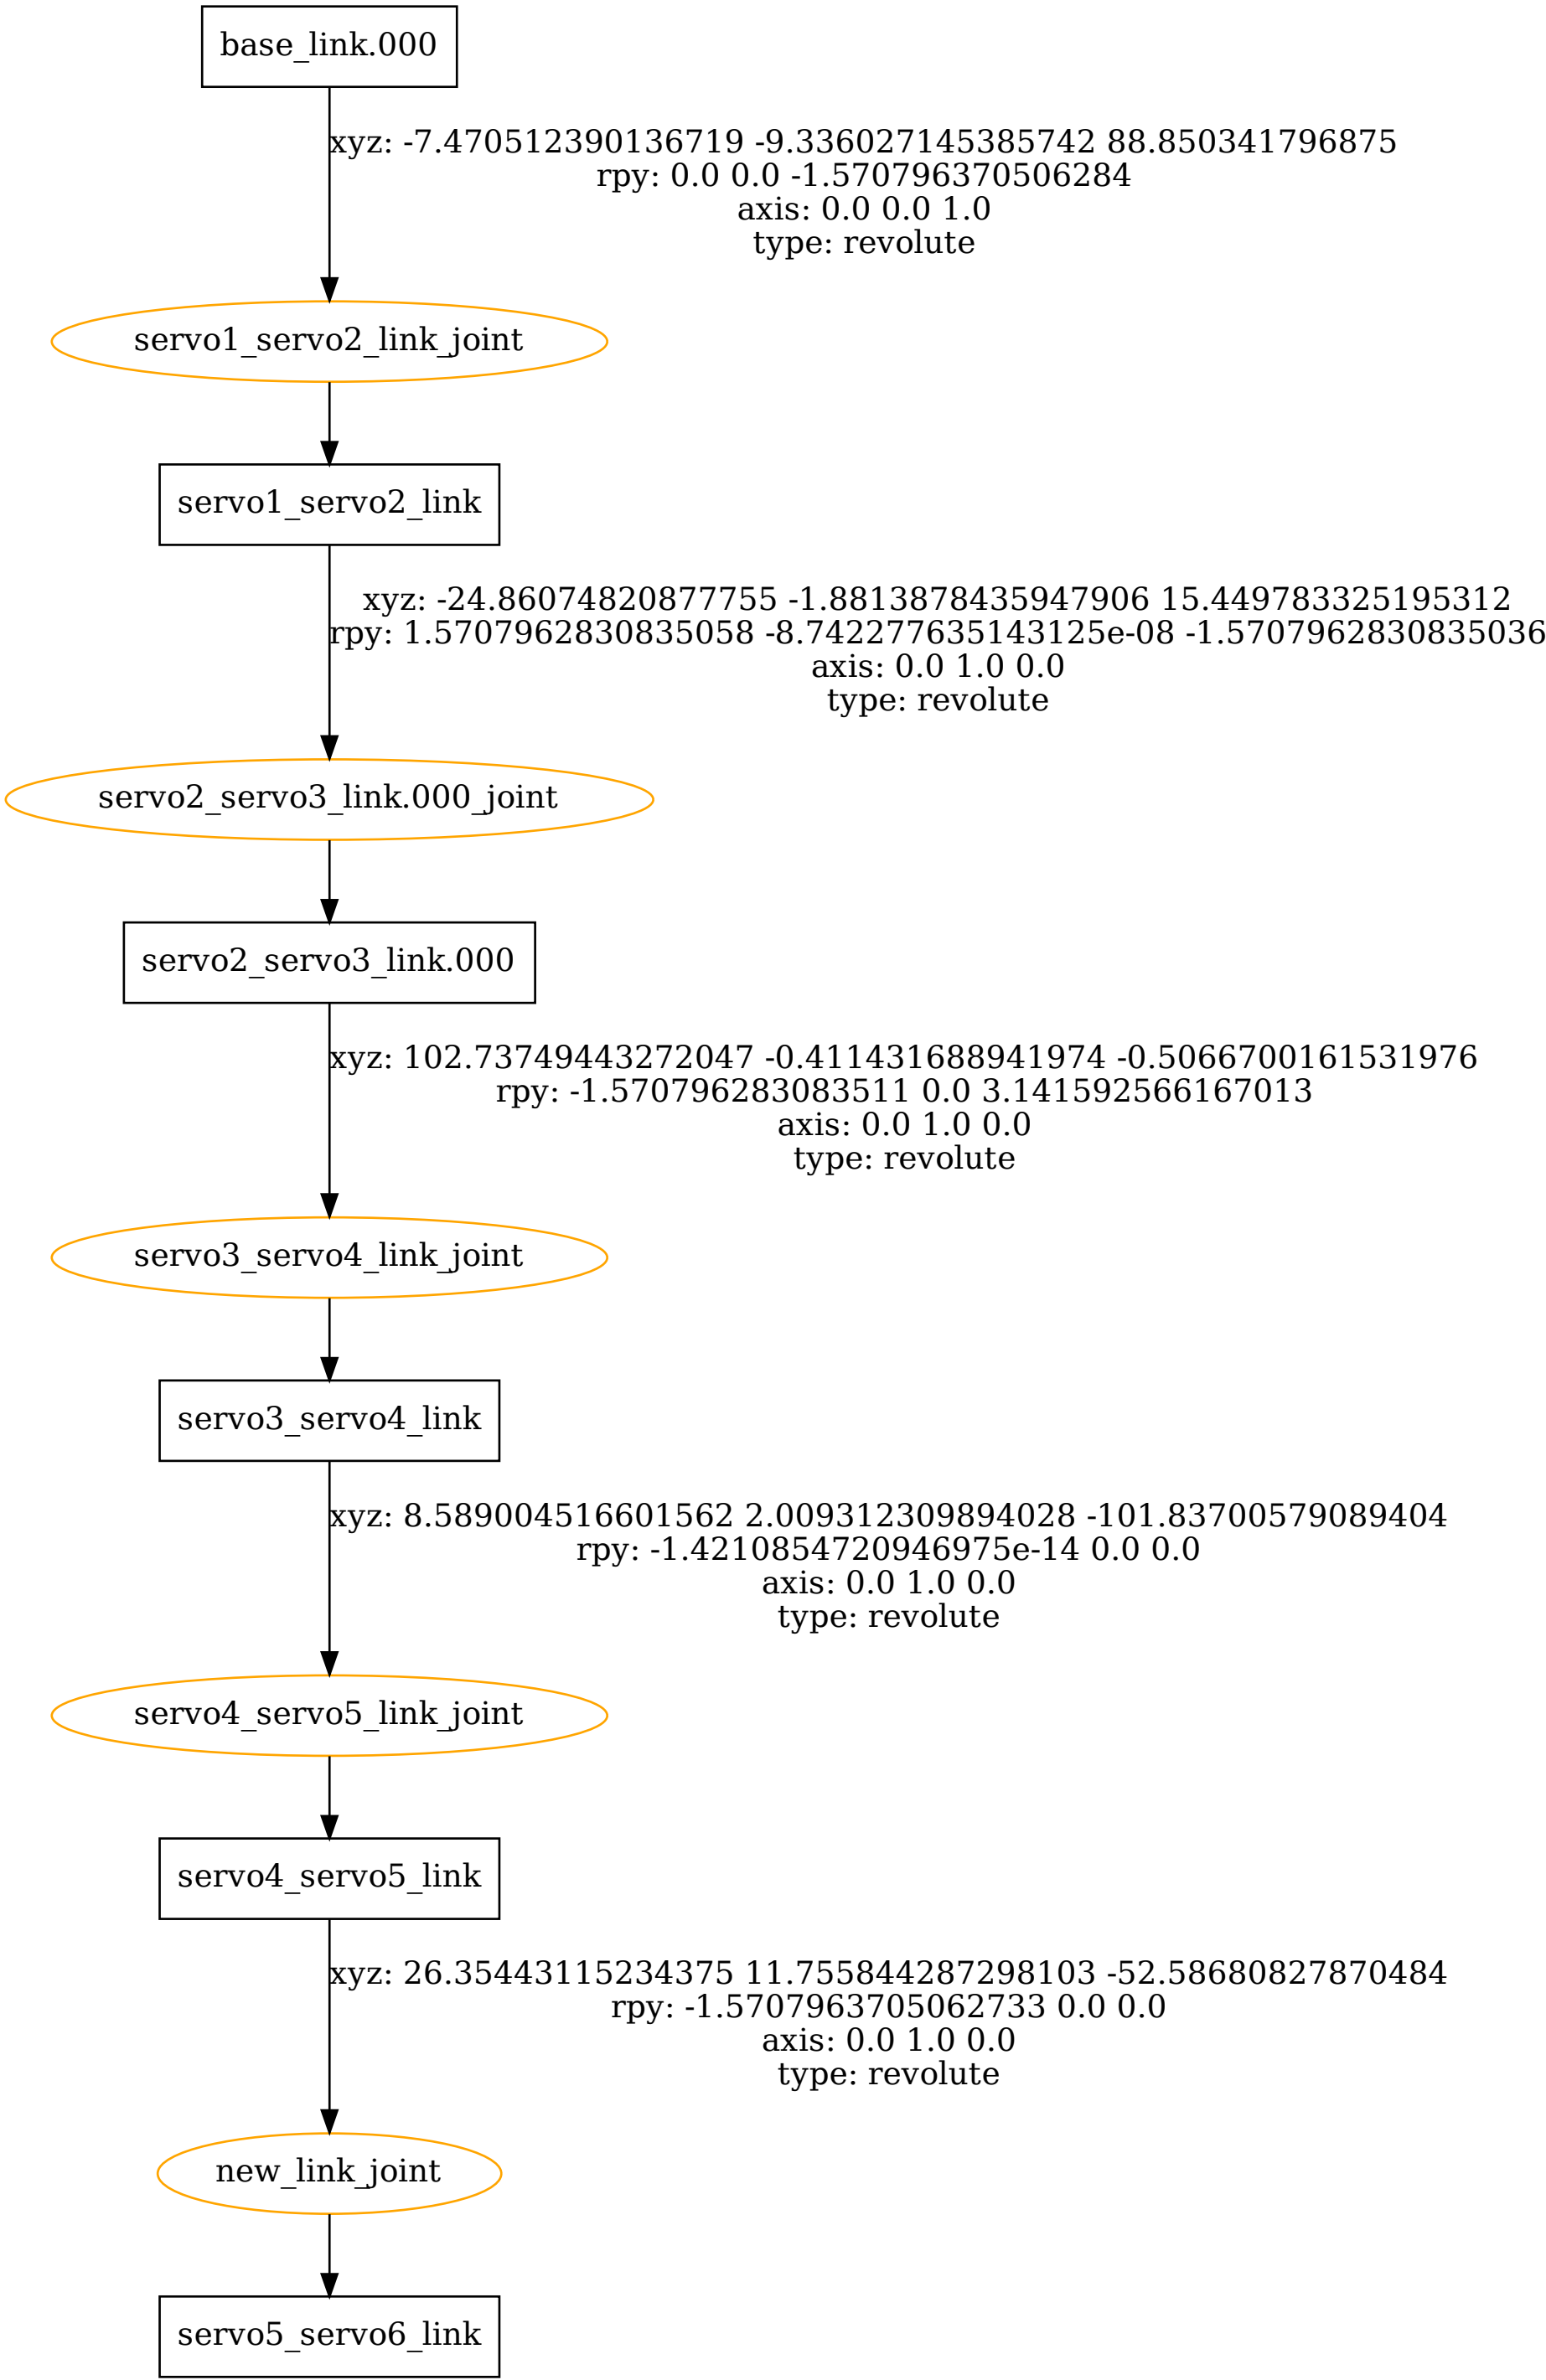 base_link.000
xyz: -7.470512390136719 -9.336027145385742 88.850341796875
rpy: 0.0 0.0 -1.570796370506284
axis: 0.0 0.0 1.0
type: revolute
servo1_servo2_link_joint
servo1_servo2_link
xyz: -24.86074820877755 -1.8813878435947906 15.449783325195312
rpy: 1.5707962830835058 -8.742277635143125e-08 -1.5707962830835036
axis: 0.0 1.0 0.0
type: revolute
servo2_servo3_link.000_joint
servo2_servo3_link.000
xyz: 102.73749443272047 -0.411431688941974 -0.5066700161531976
rpy: -1.570796283083511 0.0 3.141592566167013
axis: 0.0 1.0 0.0
type: revolute
servo3_servo4_link_joint
servo3_servo4_link
xyz: 8.589004516601562 2.009312309894028 -101.83700579089404
rpy: -1.4210854720946975e-14 0.0 0.0
axis: 0.0 1.0 0.0
type: revolute
servo4_servo5_link_joint
servo4_servo5_link
xyz: 26.35443115234375 11.755844287298103 -52.58680827870484
rpy: -1.5707963705062733 0.0 0.0
axis: 0.0 1.0 0.0
type: revolute
new_link_joint
servo5_servo6_link